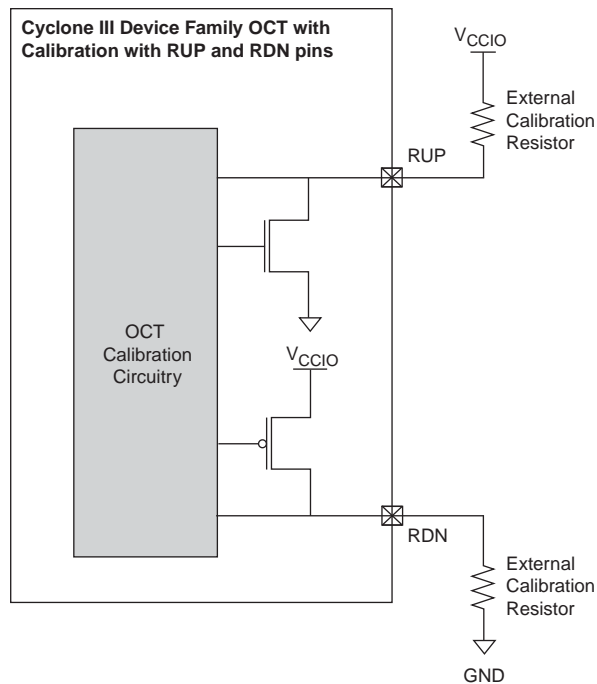 Cyclone III Device Family OCT with
Calibration with RUP and RDN pins
VCCIO
External
Calibration
Resistor
RUP
OCT
Calibration
Circuitry
VCCIO
RDN
External
Calibration
Resistor
GND